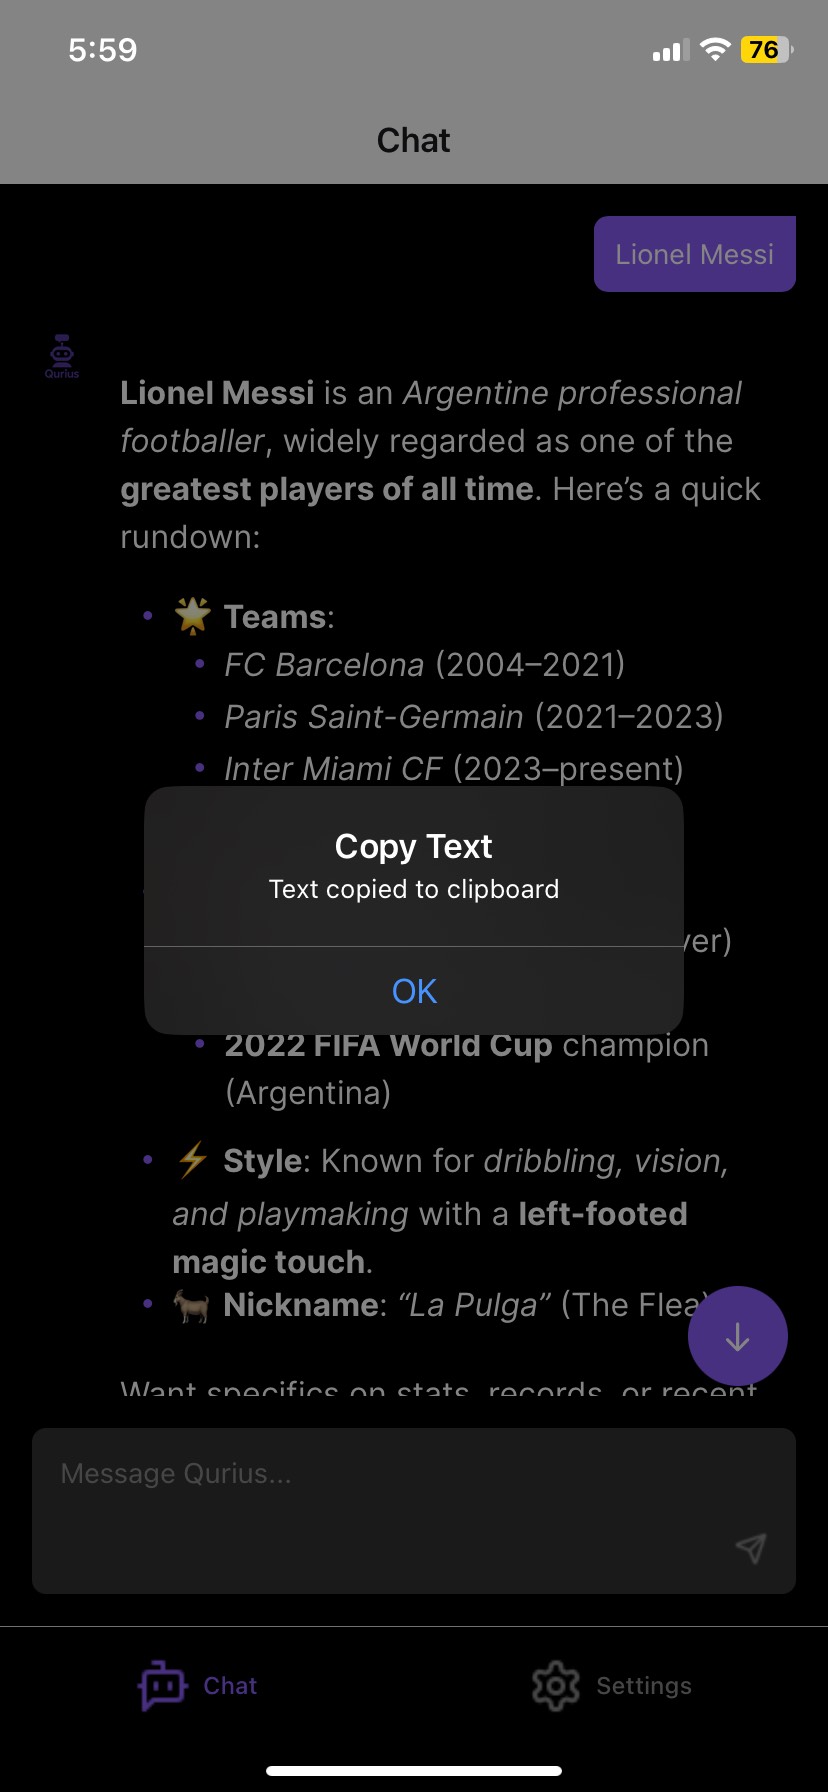 5:59
76
Chat
Lionel Messi
Qurius
Lionel Messi is an Argentine professional
footballer, widely regarded as one of the
greatest players of all time. Here’s a quick
rundown:
• 🌟 Teams:
• FC Barcelona (2004–2021)
• Paris Saint-Germain (2021–2023)
• Inter Miami CF (2023–present)
Copy Text
Text copied to clipboard
OK
• 2022 FIFA World Cup champion
(Argentina)
• ⚡ Style: Known for dribbling, vision,
and playmaking with a left-footed
magic touch.
• 🐐 Nickname: “La Pulga” (The Flea)
Want specifics on stats, records, or recent
Message Qurius...
Chat
Settings